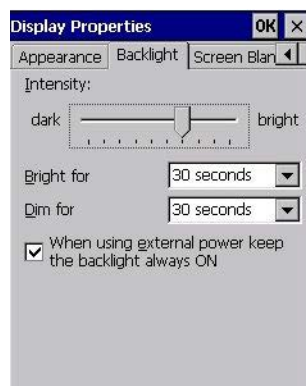 Display Properties OK ×
Appearance Backlight Screen Blan
Intensity:
dark bright
Bright for 30 seconds
Dim for 30 seconds
When using external power keep
the backlight always ON